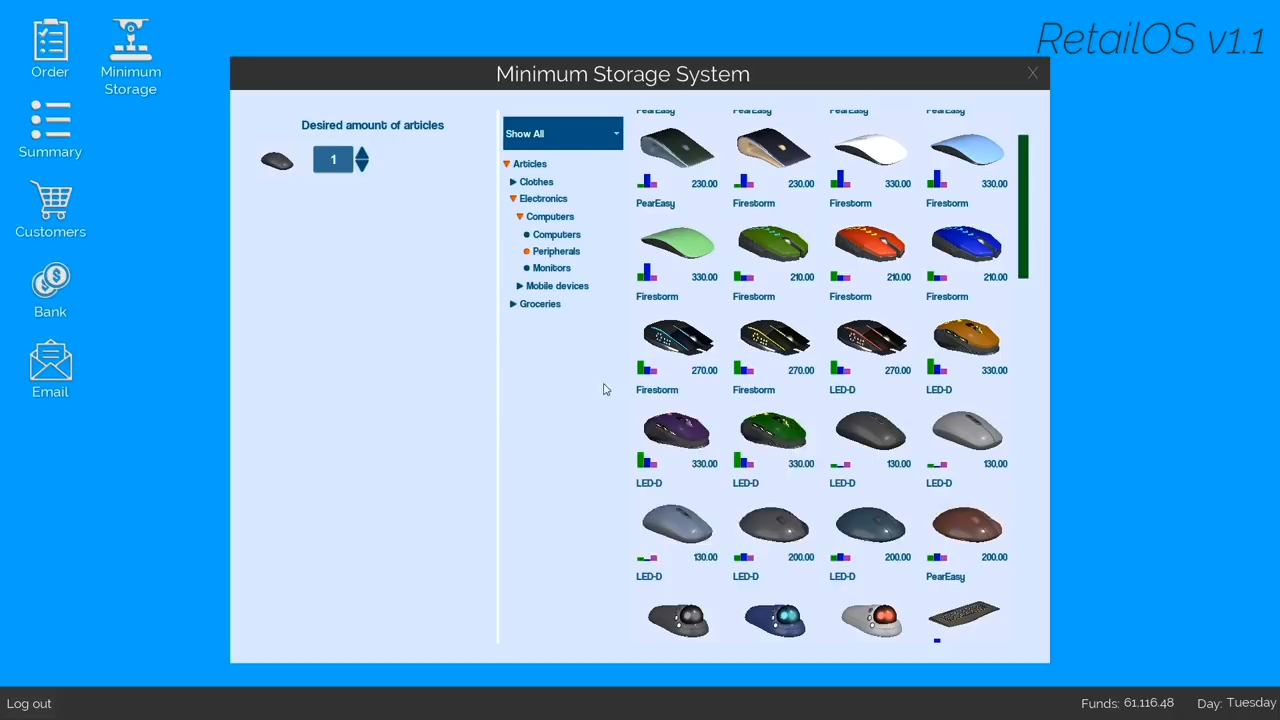 RetailOS v1.1
Order
Minimum
Storage
Summary
Customers
Bank
Email
Minimum Storage System
X
Desired amount of articles
1
Show All
Articles
Clothes
Electronics
Computers
Computers
Peripherals
Monitors
Mobile devices
Groceries
PearEasy PearEasy PearEasy PearEasy
230.00 230.00 330.00 330.00
PearEasy Firestorm Firestorm Firestorm
330.00 210.00 210.00 210.00
Firestorm Firestorm Firestorm Firestorm
270.00 270.00 270.00 330.00
Firestorm Firestorm LED-D LED-D
330.00 330.00 130.00 130.00
LED-D LED-D LED-D LED-D
130.00 200.00 200.00 200.00
LED-D LED-D LED-D PearEasy
Log out
Funds: 61,116.48 Day: Tuesday